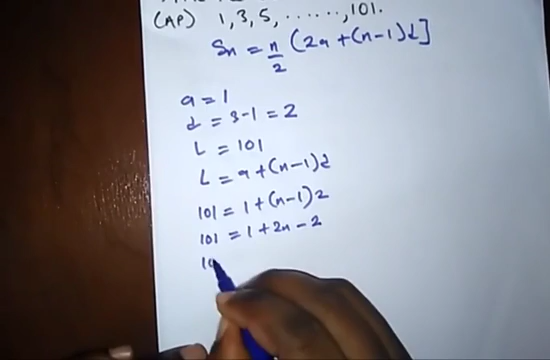 (AP) 1, 3, 5, ......, 101.
Sn = n/2 (2a + (n-1)d]
a = 1
d = 3-1 = 2
L = 101
L = a + (n-1)d
101 = 1 + (n-1)2
101 = 1 + 2n - 2
10